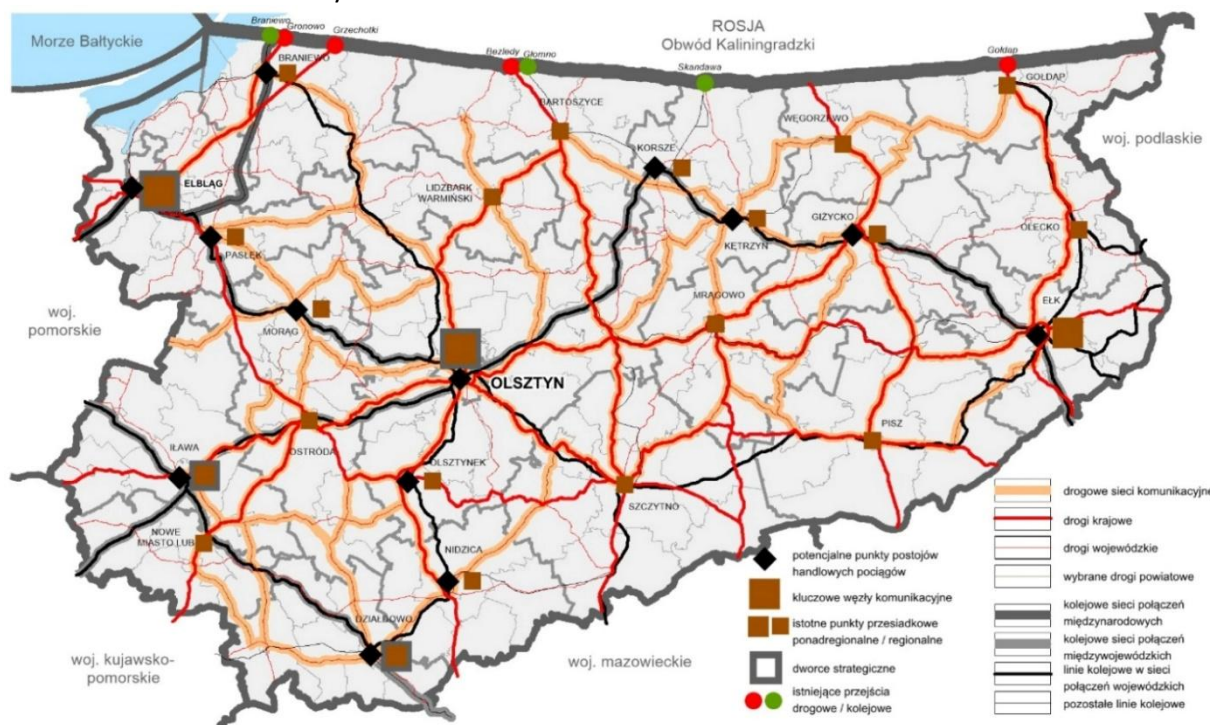 Morze Bałtyckie
Braniewo
Gronowo
Grzechotki
BRANIEWO
Bezledy
Głomno
ROSJA
Obwód Kaliningradzki
Skandawa
Gołdap
GOŁDAP
BARTOSZYCE
WĘGORZEWO
woj. podlaskie
KORSZE
ELBLĄG
LIDZBARK
WARMIŃSKI
KĘTRZYN
GIŻYCKO
OLECKO
PASŁĘK
woj.
pomorskie
MORĄG
MRĄGOWO
EŁK
OLSZTYN
IŁAWA
OSTRÓDA
OLSZTYNEK
SZCZYTNO
PISZ
NOWE
MIASTO LUB.
NIDZICA
DZIAŁDOWO
woj. kujawsko-
pomorskie
woj. mazowieckie
potencjalne punkty postojów
handlowych pociągów
kluczowe węzły komunikacyjne
istotne punkty przesiadkowe
ponadregionalne / regionalne
dworce strategiczne
istniejące przejścia
drogowe / kolejowe
drogowe sieci komunikacyjne
drogi krajowe
drogi wojewódzkie
wybrane drogi powiatowe
kolejowe sieci połączeń
międzynarodowych
kolejowe sieci połączeń
międzywojewódzkich
linie kolejowe w sieci
połączeń wojewódzkich
pozostałe linie kolejowe